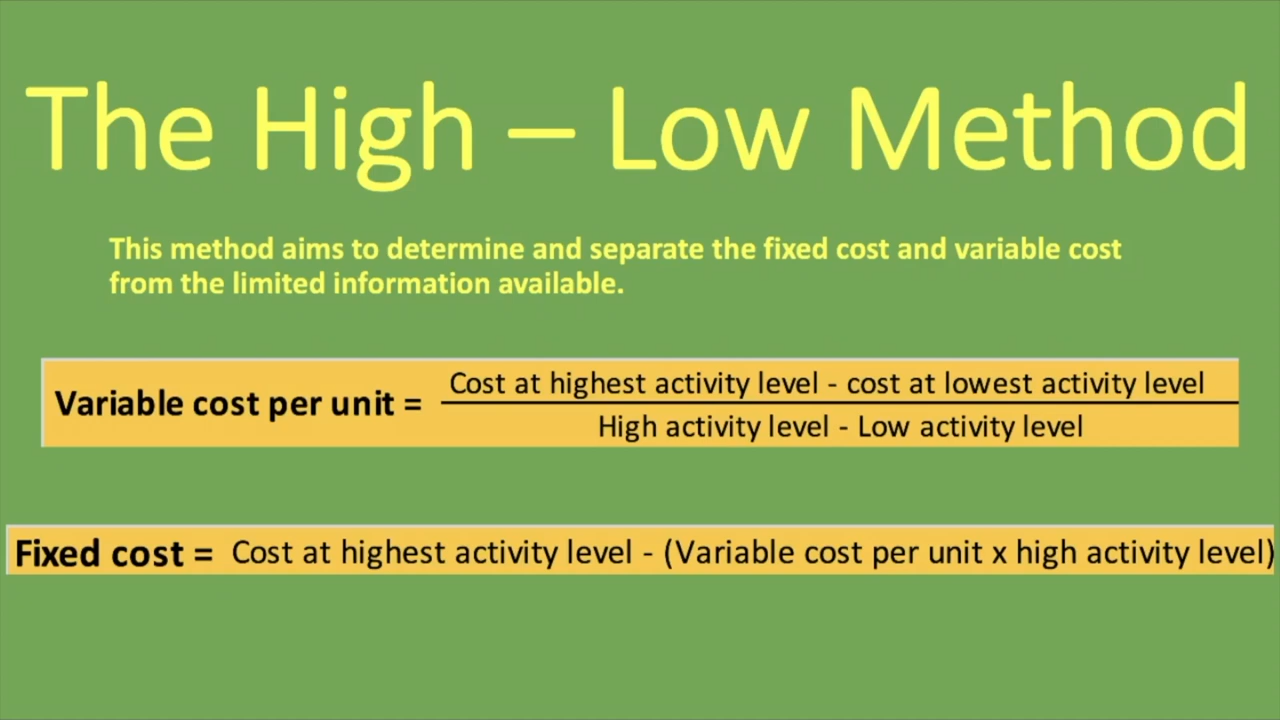 The High – Low Method
This method aims to determine and separate the fixed cost and variable cost
from the limited information available.
Variable cost per unit =
Cost at highest activity level - cost at lowest activity level
High activity level - Low activity level
Fixed cost = Cost at highest activity level - (Variable cost per unit x high activity level)